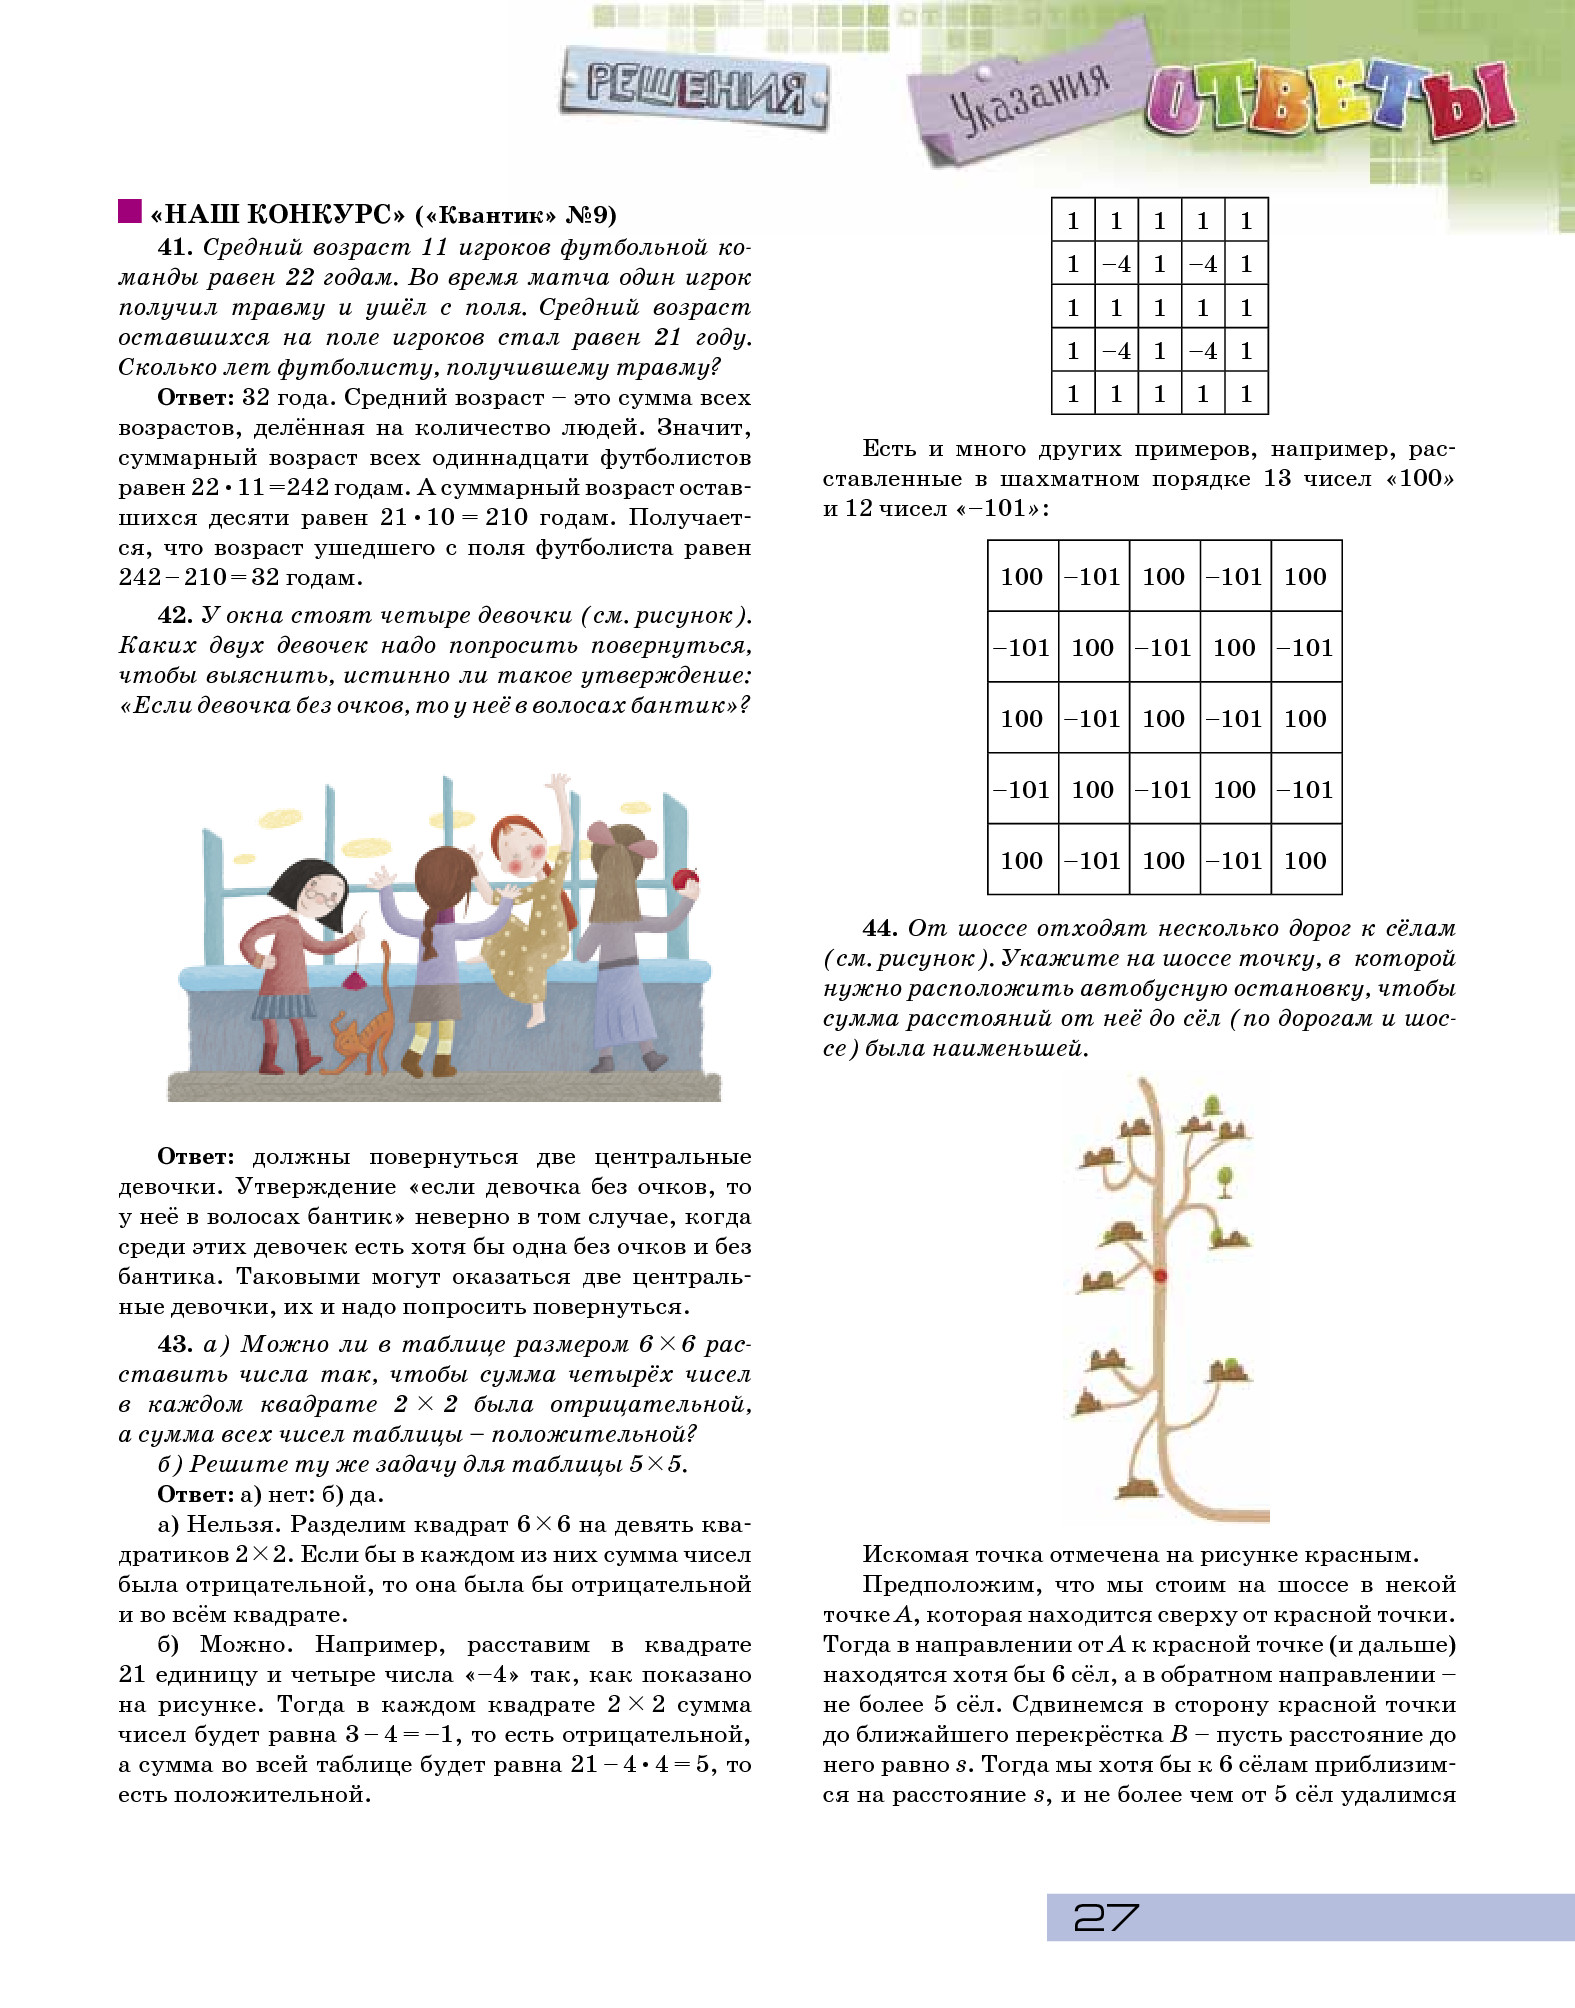 РЕШЕНИЯ
Указания
ОТВЕТЫ
«НАШ КОНКУРС» («Квантик» №9)
41. Средний возраст 11 игроков футбольной ко-
манды равен 22 годам. Во время матча один игрок
получил травму и ушёл с поля. Средний возраст
оставшихся на поле игроков стал равен 21 году.
Сколько лет футболисту, получившему травму?
Ответ: 32 года. Средний возраст – это сумма всех
возрастов, делённая на количество людей. Значит,
суммарный возраст всех одиннадцати футболистов
равен 22 • 11 =242 годам. А суммарный возраст остав-
шихся десяти равен 21 • 10 = 210 годам. Получает-
ся, что возраст ушедшего с поля футболиста равен
242 – 210 = 32 годам.
42. У окна стоят четыре девочки (см. рисунок).
Каких двух девочек надо попросить повернуться,
чтобы выяснить, истинно ли такое утверждение:
«Если девочка без очков, то у неё в волосах бантик»?
Ответ: должны повернуться две центральные
девочки. Утверждение «если девочка без очков, то
у неё в волосах бантик» неверно в том случае, когда
среди этих девочек есть хотя бы одна без очков и без
бантика. Таковыми могут оказаться две централь-
ные девочки, их и надо попросить повернуться.
43. а) Можно ли в таблице размером 6 × 6 рас-
ставить числа так, чтобы сумма четырёх чисел
в каждом квадрате 2 × 2 была отрицательной,
а сумма всех чисел таблицы – положительной?
б) Решите ту же задачу для таблицы 5 × 5.
Ответ: а) нет: б) да.
а) Нельзя. Разделим квадрат 6 × 6 на девять ква-
дратиков 2 × 2. Если бы в каждом из них сумма чисел
была отрицательной, то она была бы отрицательной
и во всём квадрате.
б) Можно. Например, расставим в квадрате
21 единицу и четыре числа «–4» так, как показано
на рисунке. Тогда в каждом квадрате 2 × 2 сумма
чисел будет равна 3 – 4 = –1, то есть отрицательной,
а сумма во всей таблице будет равна 21 – 4 • 4 = 5, то
есть положительной.
1 1 1 1 1
1 –4 1 –4 1
1 1 1 1 1
1 –4 1 –4 1
1 1 1 1 1
Есть и много других примеров, например, рас-
ставленные в шахматном порядке 13 чисел «100»
и 12 чисел «–101»:
100 –101 100 –101 100
–101 100 –101 100 –101
100 –101 100 –101 100
–101 100 –101 100 –101
100 –101 100 –101 100
44. От шоссе отходят несколько дорог к сёлам
(см. рисунок). Укажите на шоссе точку, в которой
нужно расположить автобусную остановку, чтобы
сумма расстояний от неё до сёл (по дорогам и шос-
се) была наименьшей.
Искомая точка отмечена на рисунке красным.
Предположим, что мы стоим на шоссе в некой
точке A, которая находится сверху от красной точки.
Тогда в направлении от A к красной точке (и дальше)
находятся хотя бы 6 сёл, а в обратном направлении –
не более 5 сёл. Сдвинемся в сторону красной точки
до ближайшего перекрёстка B – пусть расстояние до
него равно s. Тогда мы хотя бы к 6 сёлам приблизим-
ся на расстояние s, и не более чем от 5 сёл удалимся
27